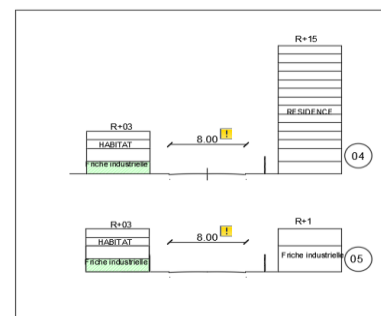 R+15
R+03
RESIDENCE
HABITAT
8.00
!
Friche industrielle
04
R+03
R+1
HABITAT
8.00
!
Friche industrielle
Friche industrielle
05